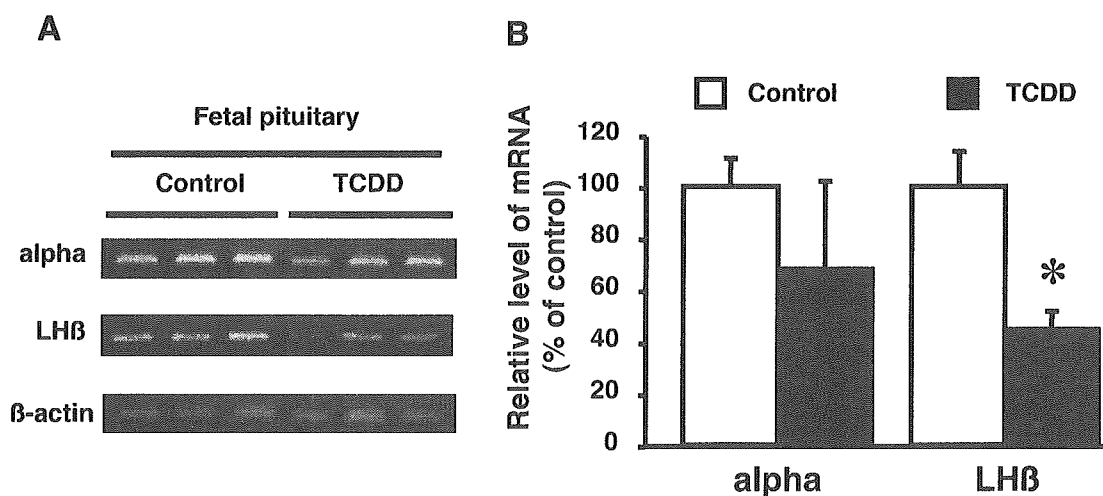 A
Fetal pituitary
Control TCDD
alpha
LHß
ß-actin
B
Control TCDD
Relative level of mRNA
(% of control)
120
100
80
60
40
20
0
*
alpha LHß